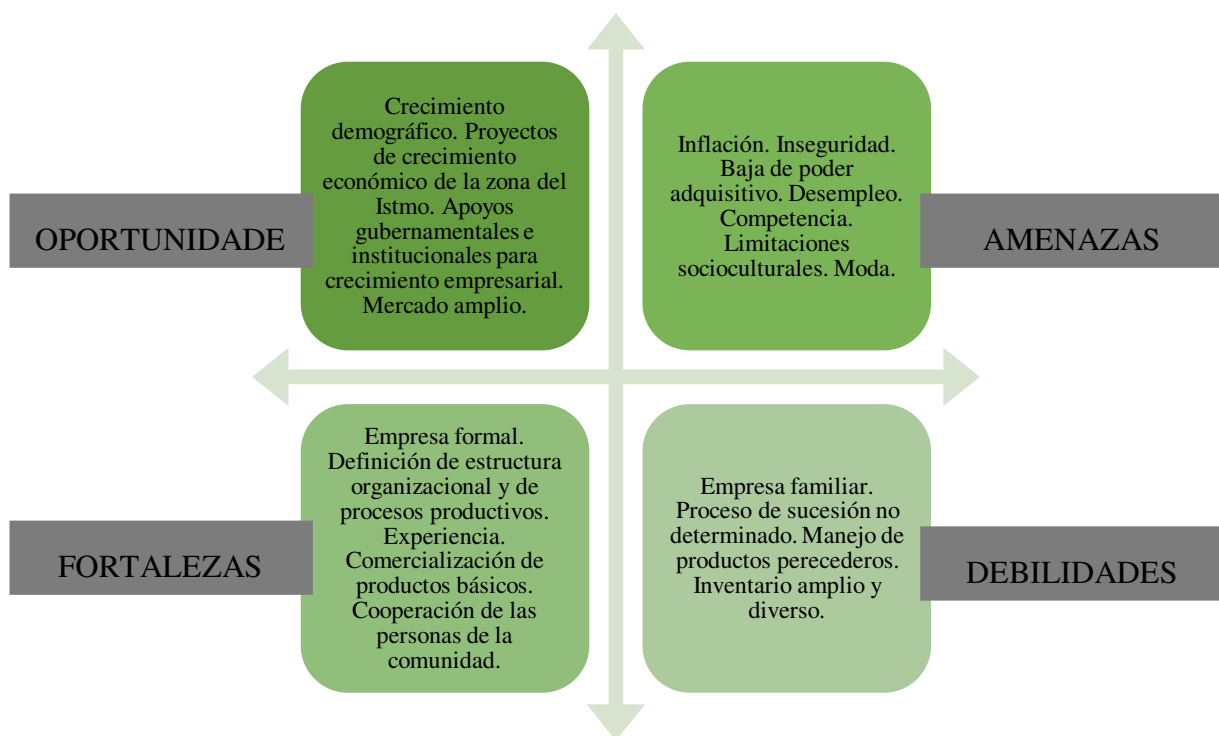 OPORTUNIDADE
Crecimiento
demográfico. Proyectos
de crecimiento
económico de la zona del
Istmo. Apoyos
gubernamentales e
institucionales para
crecimiento empresarial.
Mercado amplio.
Inflación. Inseguridad.
Baja de poder
adquisitivo. Desempleo.
Competencia.
Limitaciones
socioculturales. Moda.
AMENAZAS
FORTALEZAS
Empresa formal.
Definición de estructura
organizacional y de
procesos productivos.
Experiencia.
Comercialización de
productos básicos.
Cooperación de las
personas de la
comunidad.
Empresa familiar.
Proceso de sucesión no
determinado. Manejo de
productos perecederos.
Inventario amplio y
diverso.
DEBILIDADES